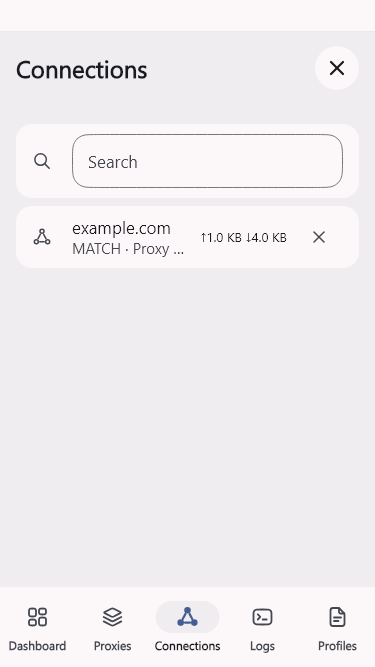 Connections
Search
example.com
MATCH · Proxy ...
↑1.0 KB ↓4.0 KB
Dashboard
Proxies
Connections
Logs
Profiles